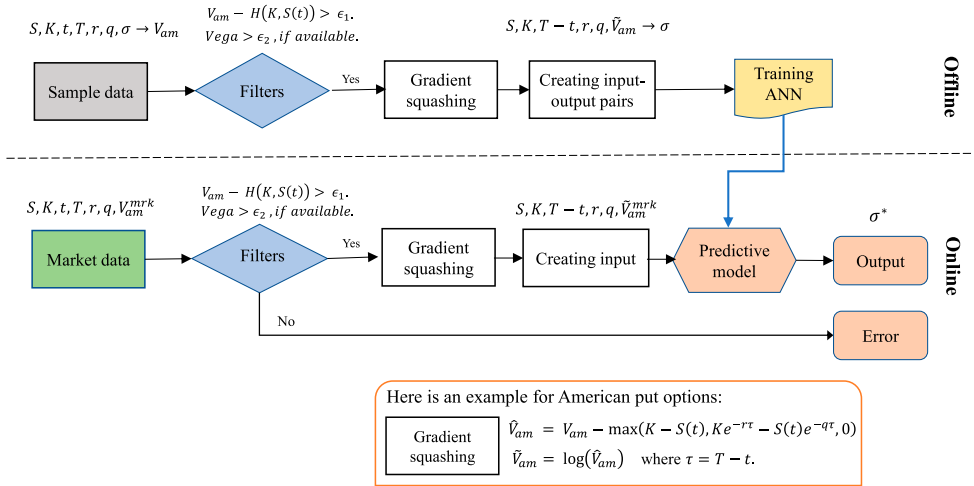 S, K, t, T, r, q, σ → V_am
V_am − H(K, S(t)) > ϵ_1.
Vega > ϵ_2, if available.
S, K, T − t, r, q, Ṽ_am → σ
Sample data
Filters
Yes
Gradient squashing
Creating input-output pairs
Training ANN
Offline
S, K, t, T, r, q, V_am^mrk
V_am − H(K, S(t)) > ϵ_1.
Vega > ϵ_2, if available.
S, K, T − t, r, q, Ṽ_am^mrk
σ*
Market data
Filters
Yes
Gradient squashing
Creating input
Predictive model
Output
Online
No
Error
Here is an example for American put options:
Gradient squashing
V̂_am = V_am − max(K − S(t), Ke^{−rτ} − S(t)e^{−qτ}, 0)
Ṽ_am = log(V̂_am) where τ = T − t.